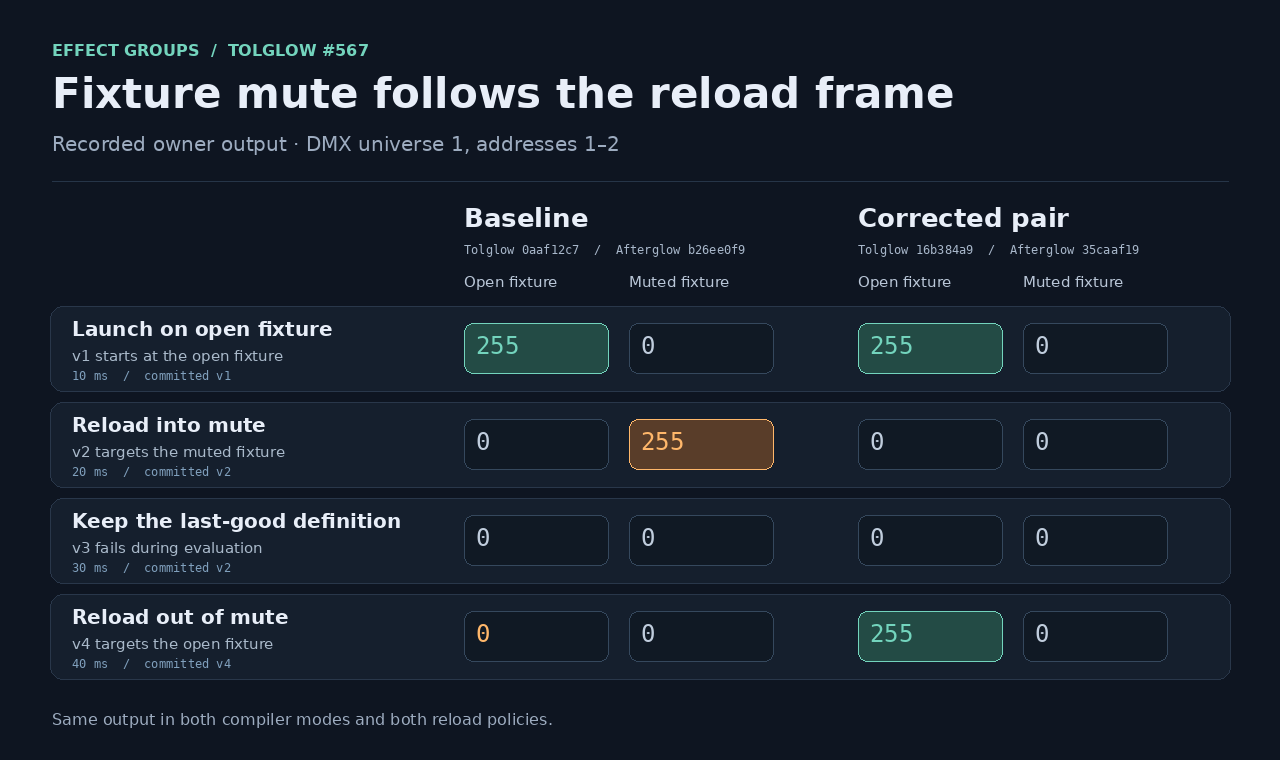 EFFECT GROUPS / TOLGLOW #567
Fixture mute follows the reload frame
Recorded owner output · DMX universe 1, addresses 1–2
Baseline
Corrected pair
Tolglow 0aaf12c7 / Afterglow b26ee0f9
Tolglow 16b384a9 / Afterglow 35caaf19
Open fixture
Muted fixture
Open fixture
Muted fixture
Launch on open fixture
v1 starts at the open fixture
10 ms / committed v1
255
0
255
0
Reload into mute
v2 targets the muted fixture
20 ms / committed v2
0
255
0
0
Keep the last-good definition
v3 fails during evaluation
30 ms / committed v2
0
0
0
0
Reload out of mute
v4 targets the open fixture
40 ms / committed v4
0
0
255
0
Same output in both compiler modes and both reload policies.